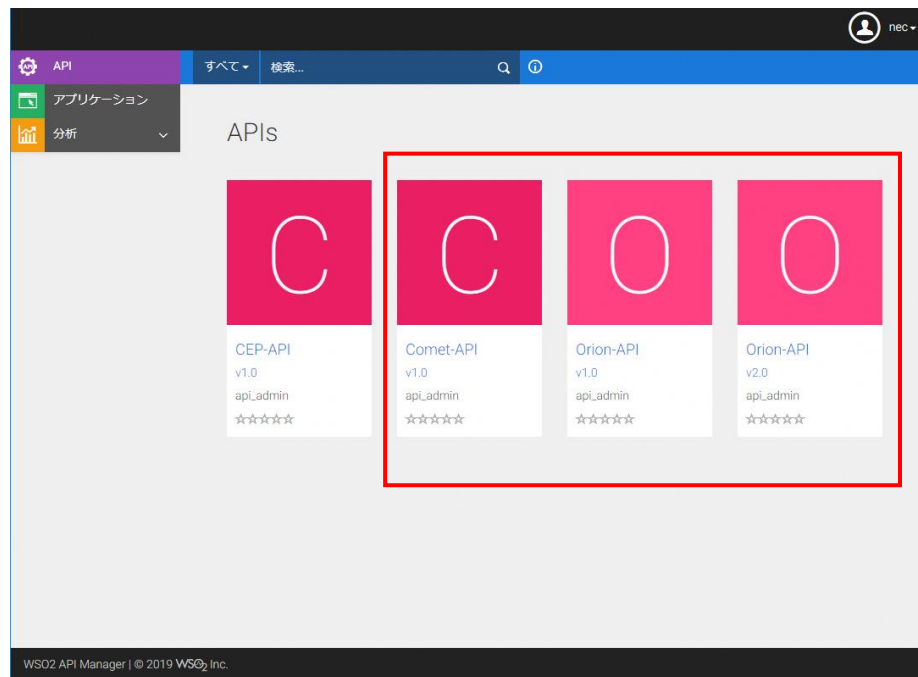 nec
API
すべて 検索...
アプリケーション
分析
APIs
C C O O
CEP-API Comet-API Orion-API Orion-API
v1.0 v1.0 v1.0 v2.0
api_admin api_admin api_admin api_admin
WSO2 API Manager | © 2019 WSO2 Inc.